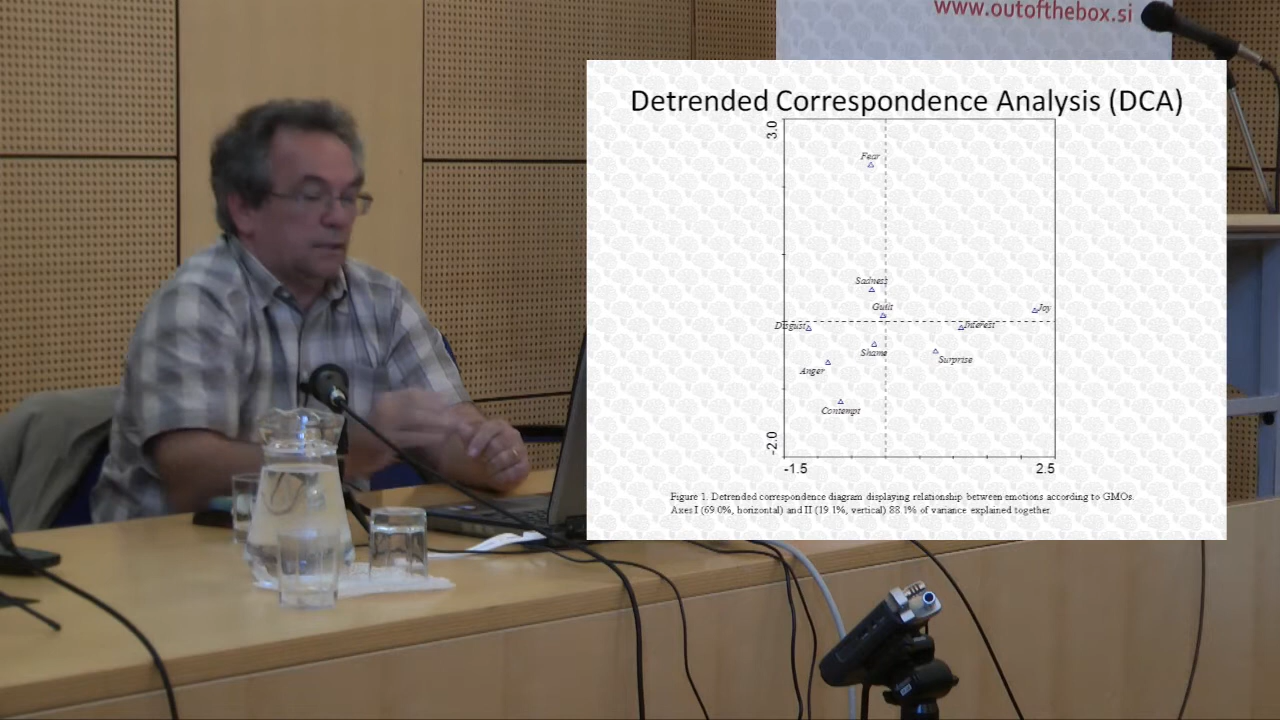 www.outofthebox.si
Detrended Correspondence Analysis (DCA)
3.0
Fear
Sadness
Guilt
Joy
Disgust
Interest
Shame
Surprise
Anger
Contempt
-2.0
-1.5
2.5
Figure 1. Detrended correspondence diagram displaying relationship between emotions according to GMOs.
Axes I (69.0%, horizontal) and II (19.1%, vertical) 88.1% of variance explained together.